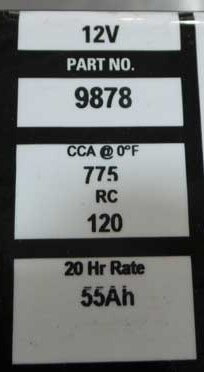 12V
PART NO.
9878
CCA @ 0°F
775
RC
120
20 Hr Rate
55Ah